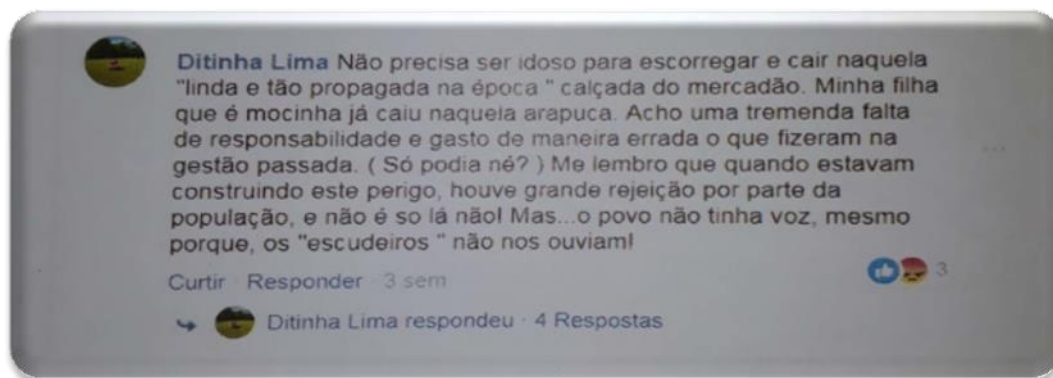 Ditinha Lima Não precisa ser idoso para escorregar e cair naquela
"linda e tão propagada na época " calçada do mercadão. Minha filha
que é mocinha já caiu naquela arapuca. Acho uma tremenda falta
de responsabilidade e gasto de maneira errada o que fizeram na
gestão passada. ( Só podia né? ) Me lembro que quando estavam
construindo este perigo, houve grande rejeição por parte da
população, e não é so lá não! Mas...o povo não tinha voz, mesmo
porque, os "escudeiros " não nos ouviam!
Curtir · Responder · 3 sem
3
Ditinha Lima respondeu · 4 Respostas